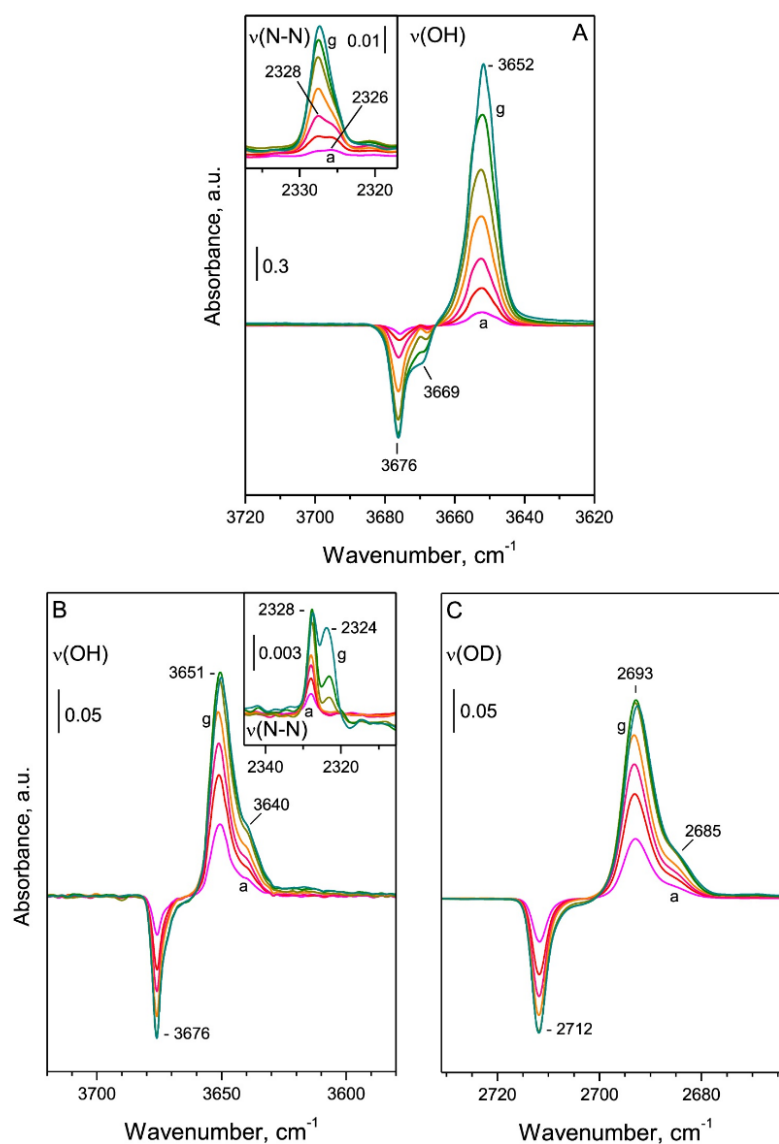 ν(N-N)
g
0.01
2328
2326
a
2330
2320
ν(OH)
A
- 3652
g
0.3
a
3669
3676
Absorbance, a.u.
3720
3700
3680
3660
3640
3620
Wavenumber, cm-1
B
ν(OH)
0.05
3651 -
g
3640
a
- 3676
2328 -
- 2324
0.003
g
a
ν(N-N)
2340
2320
Absorbance, a.u.
3700
3650
3600
Wavenumber, cm-1
C
ν(OD)
0.05
2693
g
2685
a
- 2712
2720
2700
2680
Wavenumber, cm-1